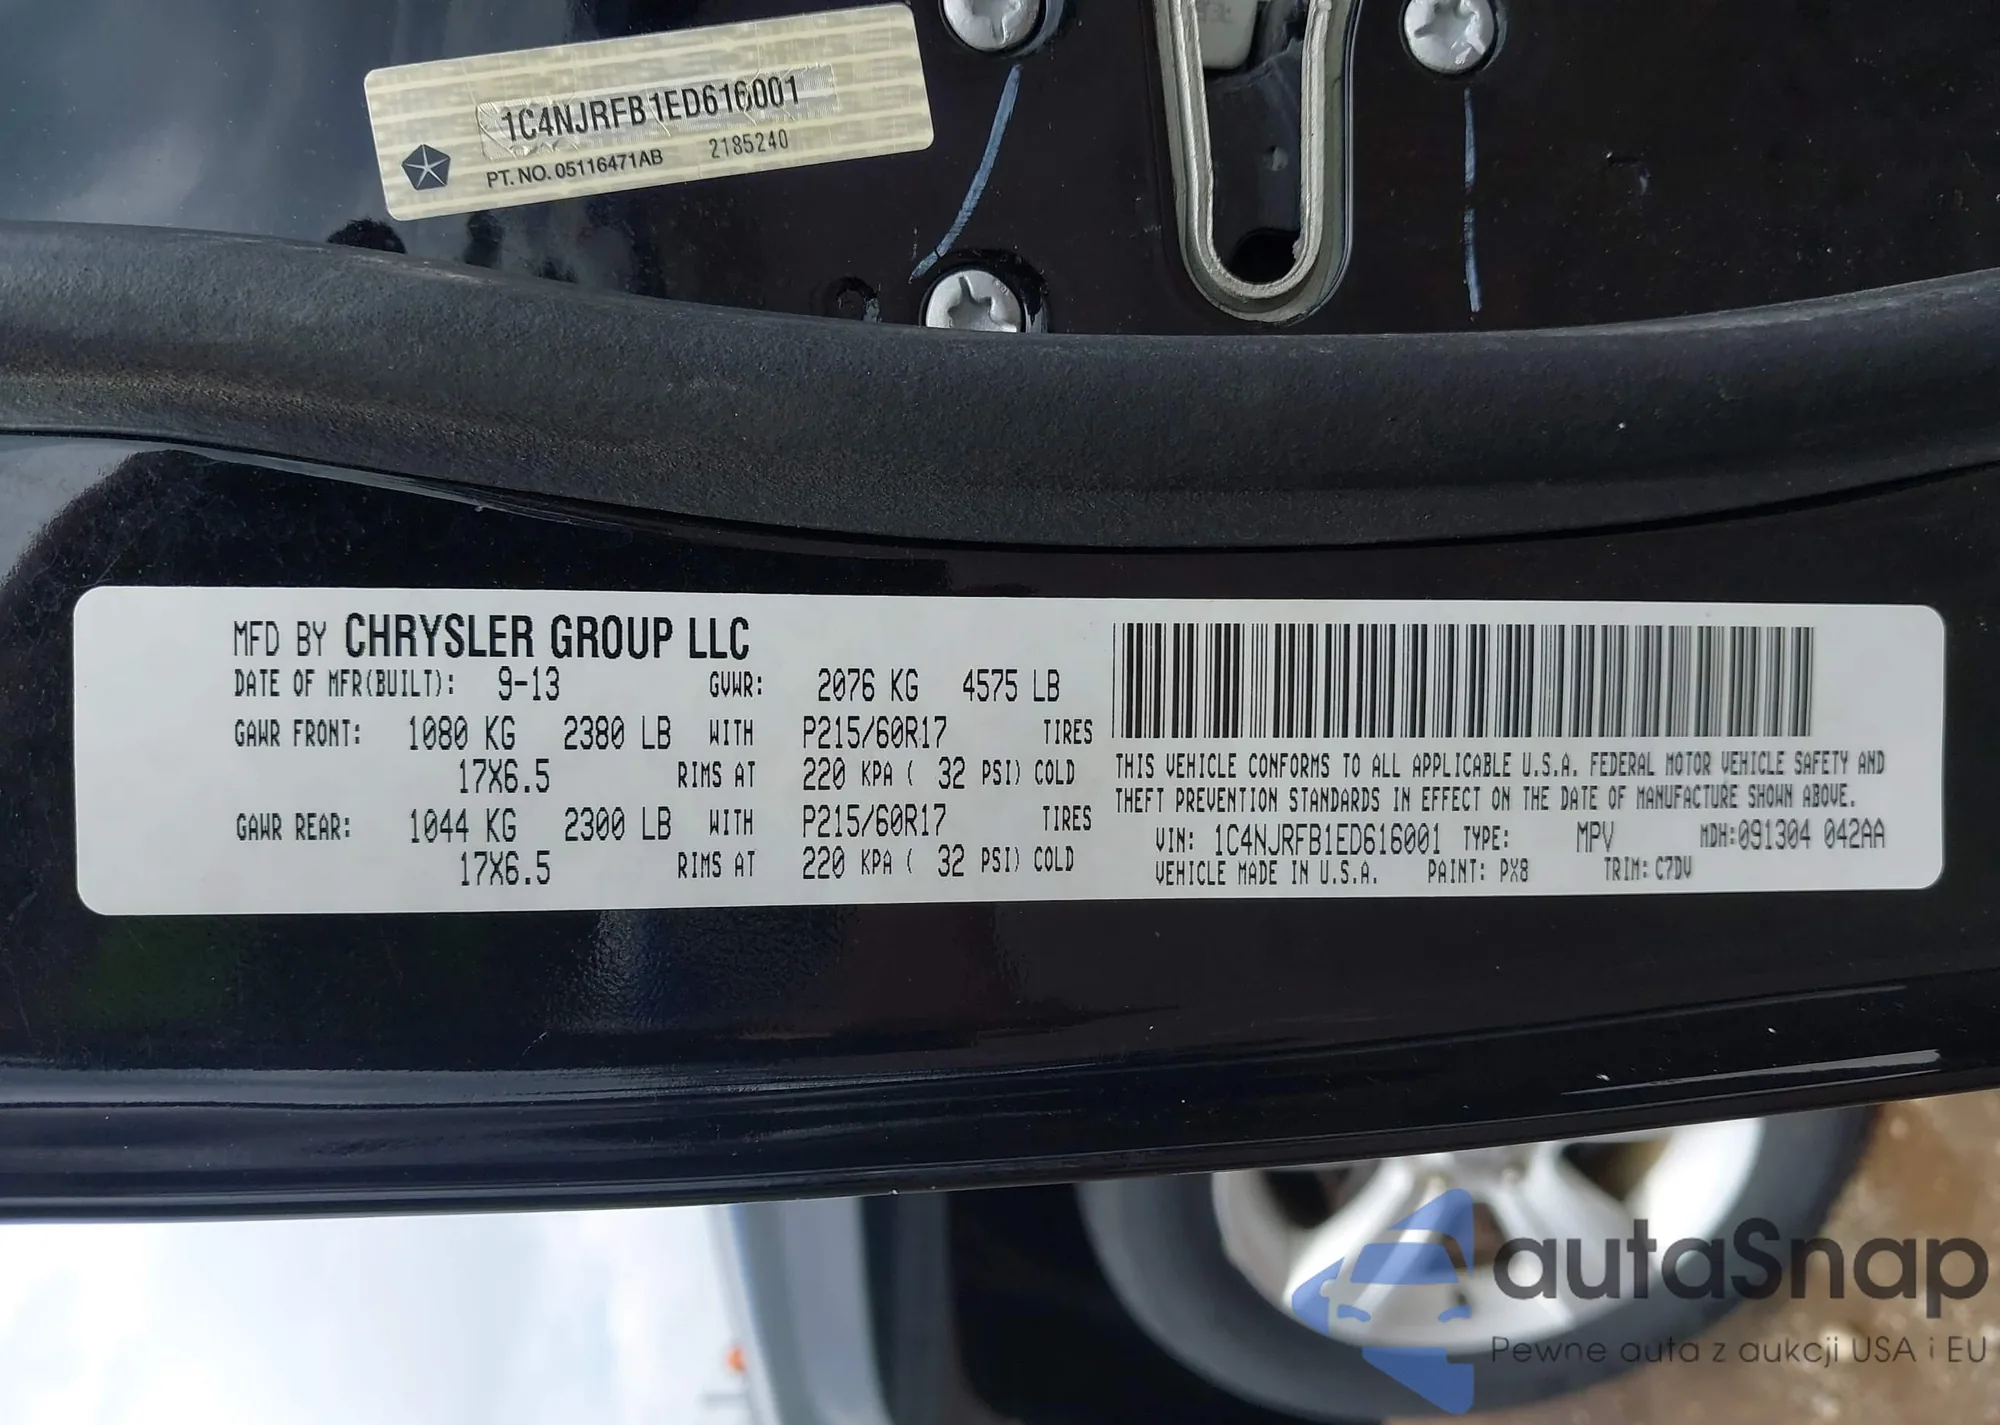 1C4NJRFB1ED616001
PT. NO. 05116471AB 2185240
MFD BY CHRYSLER GROUP LLC
DATE OF MFR(BUILT): 9-13 GVWR: 2076 KG 4575 LB
GAWR FRONT: 1080 KG 2380 LB WITH P215/60R17 TIRES
17X6.5 RIMS AT 220 KPA ( 32 PSI) COLD
GAWR REAR: 1044 KG 2300 LB WITH P215/60R17 TIRES
17X6.5 RIMS AT 220 KPA ( 32 PSI) COLD
THIS VEHICLE CONFORMS TO ALL APPLICABLE U.S.A. FEDERAL MOTOR VEHICLE SAFETY AND
THEFT PREVENTION STANDARDS IN EFFECT ON THE DATE OF MANUFACTURE SHOWN ABOVE.
VIN: 1C4NJRFB1ED616001 TYPE: MPV MDH:091304 042AA
VEHICLE MADE IN U.S.A. PAINT: PX8 TRIM: C7DV
autaSnap
Pewne auta z aukcji USA i EU